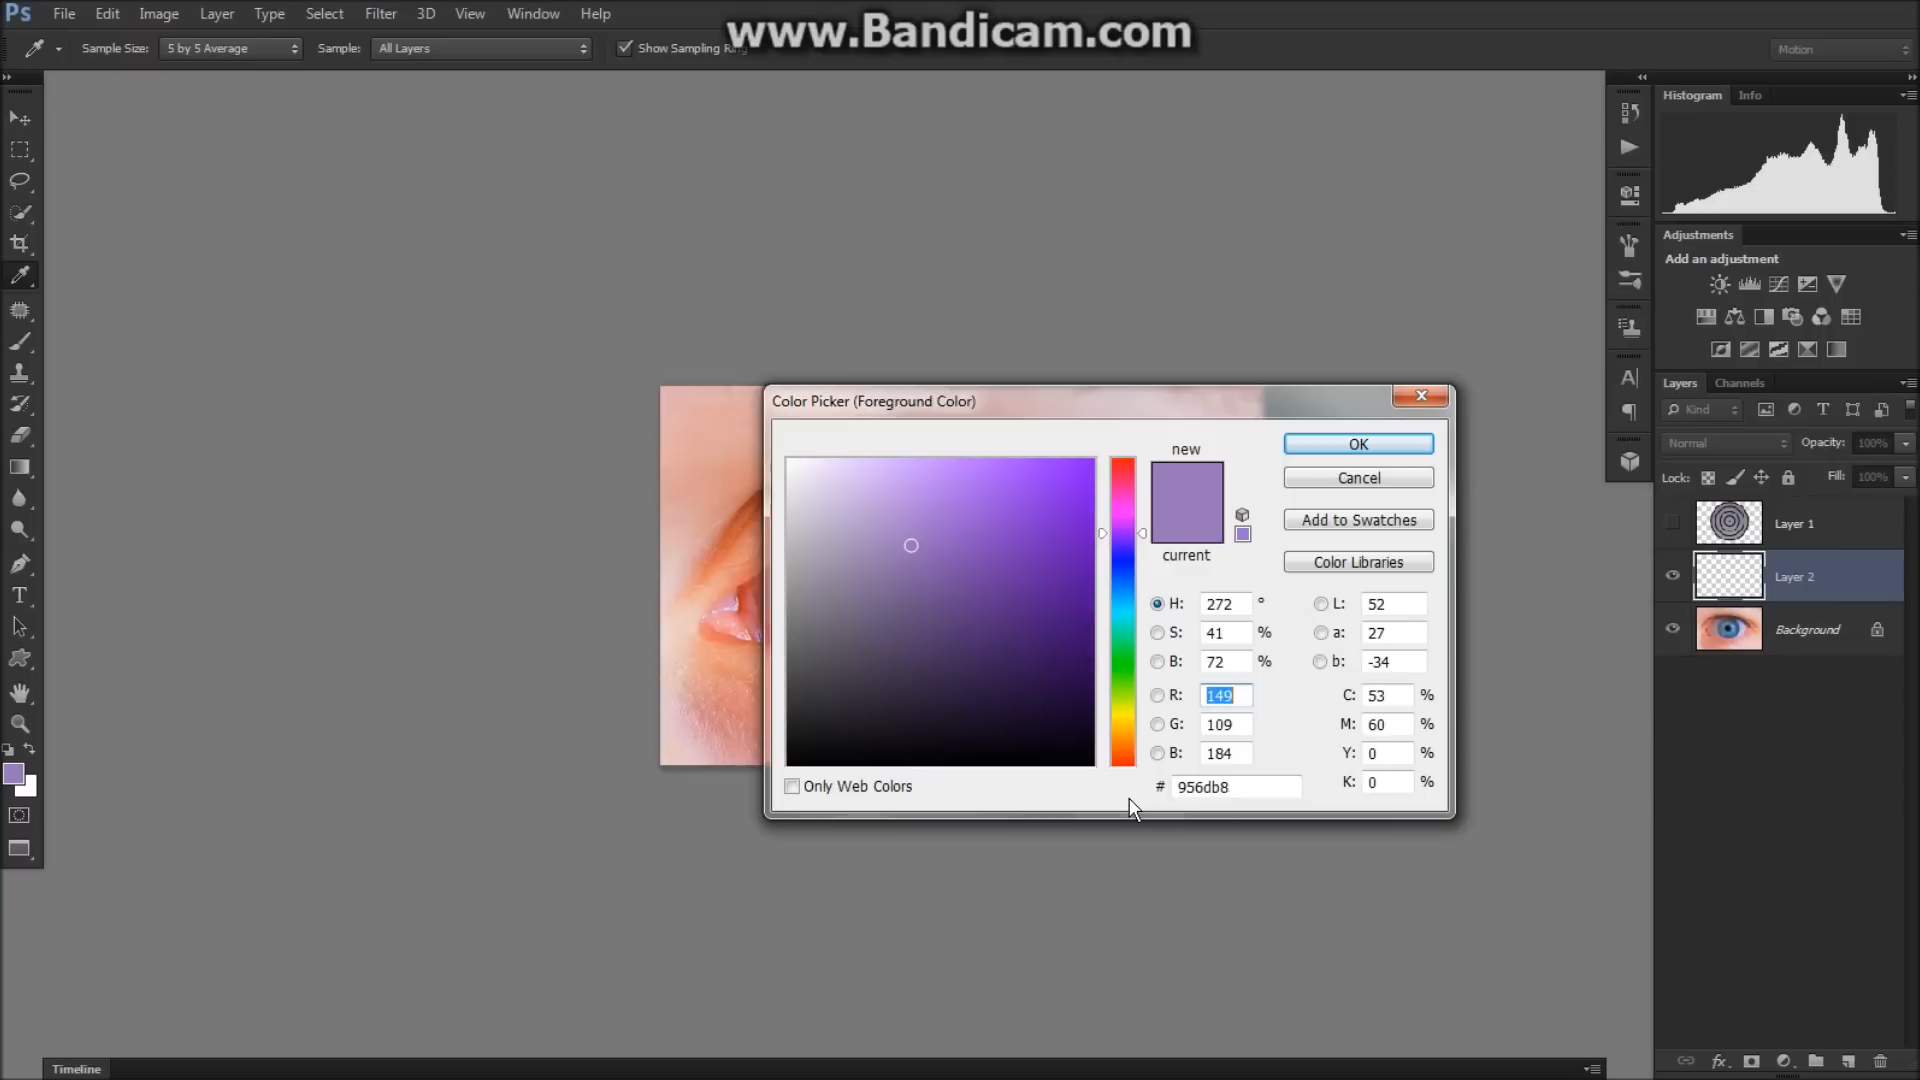 Ps File Edit Image Layer Type Select Filter 3D View Window Help
www.Bandicam.com
Sample Size: 5 by 5 Average Sample: All Layers Show Sampling Ring
Motion
Histogram Info
Adjustments
Add an adjustment
Layers Channels
Kind
Normal Opacity: 100%
Lock: Fill: 100%
Layer 1
Layer 2
Background
Color Picker (Foreground Color)
new
current
OK
Cancel
Add to Swatches
Color Libraries
H: 272 ° L: 52
S: 41 % a: 27
B: 72 % b: -34
R: 149 C: 53 %
G: 109 M: 60 %
B: 184 Y: 0 %
# 956db8 K: 0 %
Only Web Colors
T
A
fx
Timeline